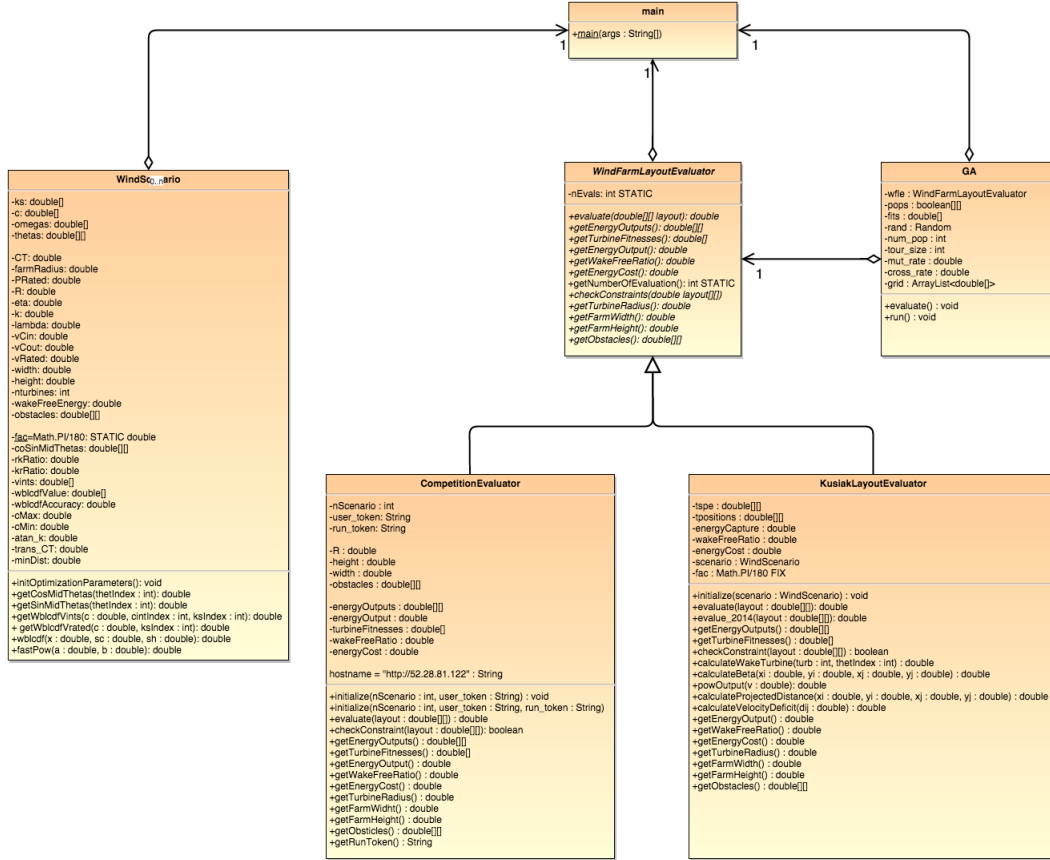 main
+main(args : String[])
1
1
1
WindScenario
0..n
-ks: double[]
-c: double[]
-omegas: double[]
-thetas: double[][]
-CT: double
-farmRadius: double
-PRated: double
-R: double
-eta: double
-k: double
-lambda: double
-vCin: double
-vCout: double
-vRated: double
-width: double
-height: double
-nturbines: int
-wakeFreeEnergy: double
-obstacles: double[][]
-fac=Math.PI/180: STATIC double
-coSinMidThetas: double[][]
-rkRatio: double
-krRatio: double
-vints: double[]
-wblcdfValue: double[]
-wblcdfAccuracy: double
-cMax: double
-cMin: double
-atan_k: double
-trans_CT: double
-minDist: double
+initOptimizationParameters(): void
+getCosMidThetas(thetIndex : int): double
+getSinMidThetas(thetIndex : int): double
+getWblcdfVints(c : double, cintIndex : int, ksIndex : int): double
+ getWblcdfVrated(c : double, ksIndex : int): double
+wblcdf(x : double, sc : double, sh : double): double
+fastPow(a : double, b : double): double
WindFarmLayoutEvaluator
-nEvals: int STATIC
+evaluate(double[][] layout): double
+getEnergyOutputs(): double[][]
+getTurbineFitnesses(): double[]
+getEnergyOutput(): double
+getWakeFreeRatio(): double
+getEnergyCost(): double
+getNumberOfEvaluation(): int STATIC
+checkConstraints(double layout[][])
+getTurbineRadius(): double
+getFarmWidth(): double
+getFarmHeight(): double
+getObstacles(): double[][]
1
GA
-wfle : WindFarmLayoutEvaluator
-pops : boolean[][]
-fits : double[]
-rand : Random
-num_pop : int
-tour_size : int
-mut_rate : double
-cross_rate : double
-grid : ArrayList<double[]>
+evaluate() : void
+run() : void
CompetitionEvaluator
-nScenario : int
-user_token: String
-run_token: String
-R : double
-height : double
-width : double
-obstacles : double[][]
-energyOutputs : double[][]
-energyOutput : double
-turbineFitnesses : double[]
-wakeFreeRatio : double
-energyCost : double
hostname = "http://52.28.81.122" : String
+initialize(nScenario : int, user_token : String) : void
+initialize(nScenario : int, user_token : String, run_token : String)
+evaluate(layout : double[][]) : double
+checkConstraint(layout : double[][]): boolean
+getEnergyOutputs() : double[][]
+getTurbineFitnesses() : double[]
+getEnergyOutput() : double
+getWakeFreeRatio() : double
+getEnergyCost() : double
+getTurbineRadius() : double
+getFarmWidht() : double
+getFarmHeight() : double
+getObsticles() : double[][]
+getRunToken() : String
KusiakLayoutEvaluator
-tspe : double[][]
-tpositions : double[][]
-energyCapture : double
-wakeFreeRatio : double
-energyCost : double
-scenario : WindScenario
-fac : Math.PI/180 FIX
+initialize(scenario : WindScenario) : void
+evaluate(layout : double[][]): double
+evalue_2014(layout : double[][]): double
+getEnergyOutputs() : double[][]
+getTurbineFitnesses() : double[]
+checkConstraint(layout : double[][]) : boolean
+calculateWakeTurbine(turb : int, thetIndex : int) : double
+calculateBeta(xi : double, yi : double, xj : double, yj : double) : double
+powOutput(v : double): double
+calculateProjectedDistance(xi : double, yi : double, xj : double, yj : double) : double
+calculateVelocityDeficit(dij : double) : double
+getEnergyOutput() : double
+getWakeFreeRatio() : double
+getEnergyCost() : double
+getTurbineRadius() : double
+getFarmWidth() : double
+getFarmHeight() : double
+getObstacles() : double[][]